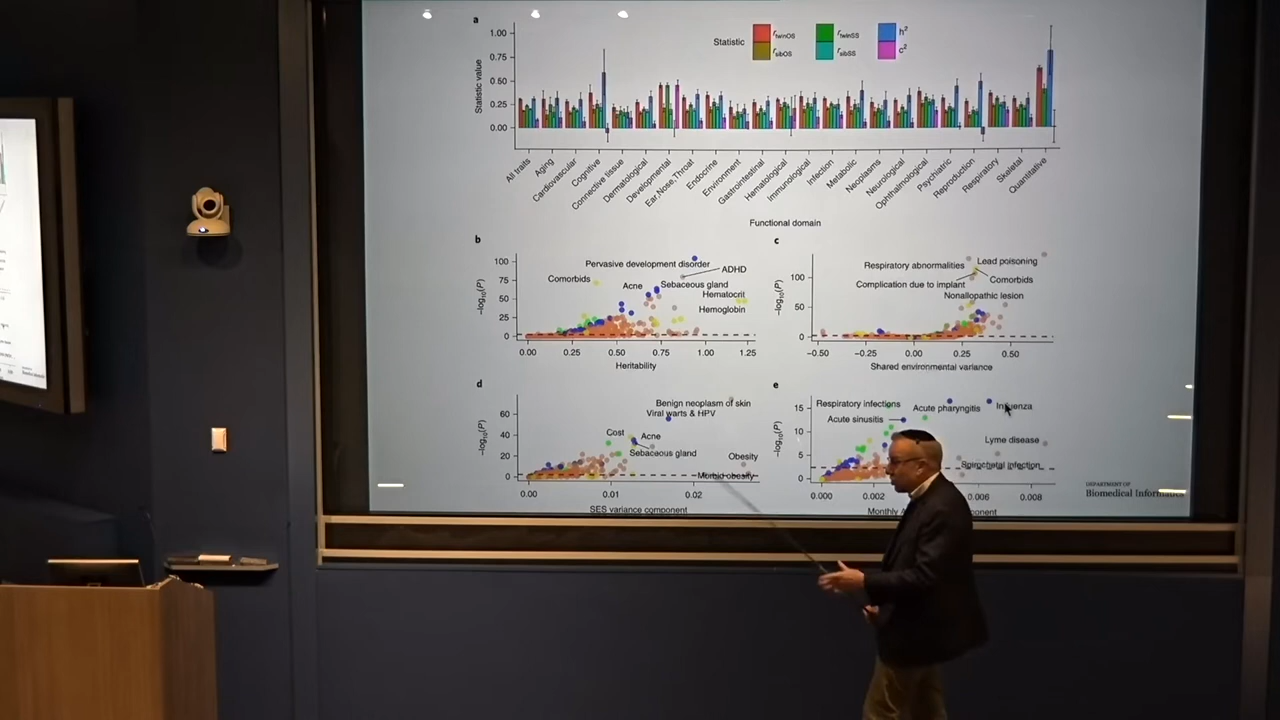 a
Statistic value
1.00
0.75
0.50
0.25
0.00
Statistic
rtwinOS
rsibOS
rtwinSS
rsibSS
h2
c2
All traits
Aging
Cardiovascular
Cognitive
Connective tissue
Dermatological
Developmental
Ear,Nose,Throat
Endocrine
Environment
Gastrointestinal
Hematological
Immunological
Infection
Metabolic
Neoplasms
Neurological
Ophthalmological
Psychiatric
Reproduction
Respiratory
Skeletal
Quantitative
Functional domain
b
−log10(P)
100
75
50
25
0
Pervasive development disorder
ADHD
Comorbids
Acne
Sebaceous gland
Hematocrit
Hemoglobin
0.00 0.25 0.50 0.75 1.00 1.25
Heritability
c
−log10(P)
100
50
0
Respiratory abnormalities
Lead poisoning
Complication due to implant
Comorbids
Nonallopathic lesion
−0.50 −0.25 0.00 0.25 0.50
Shared environmental variance
d
−log10(P)
60
40
20
0
Benign neoplasm of skin
Viral warts & HPV
Cost
Acne
Sebaceous gland
Obesity
Morbid obesity
0.00 0.01 0.02
SES variance component
e
−log10(P)
15
10
5
0
Respiratory infections
Acute pharyngitis
Influenza
Acute sinusitis
Lyme disease
Spirochetal infection
0.000 0.002 0.006 0.008
Monthly
DEPARTMENT OF
Biomedical Informatics